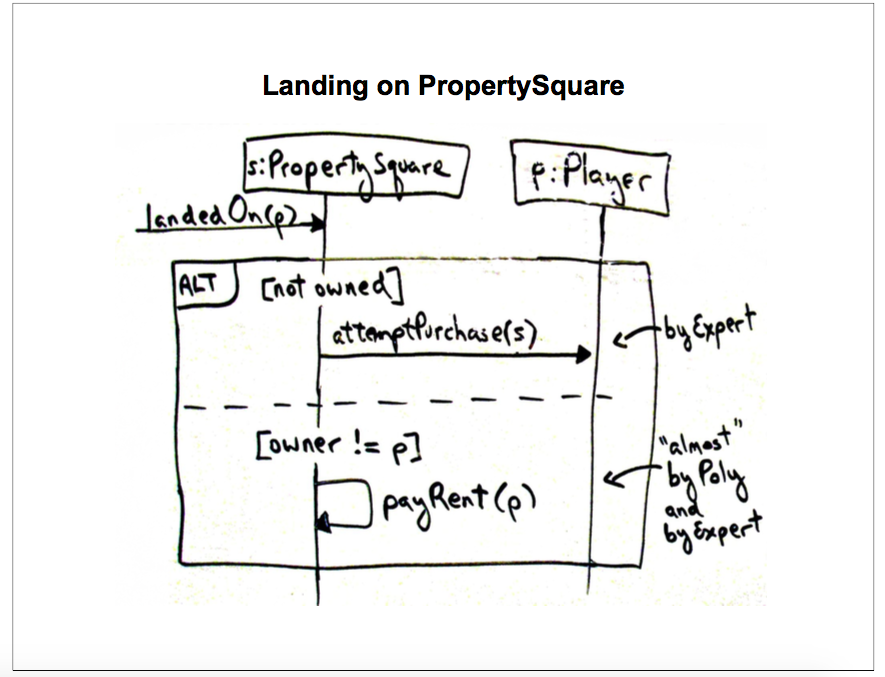 Landing on PropertySquare
s:PropertySquare
p:Player
landedOn(p)
ALT
[not owned]
attemptPurchase(s)
by Expert
[owner != p]
"almost"
by Poly
and
by Expert
payRent(p)